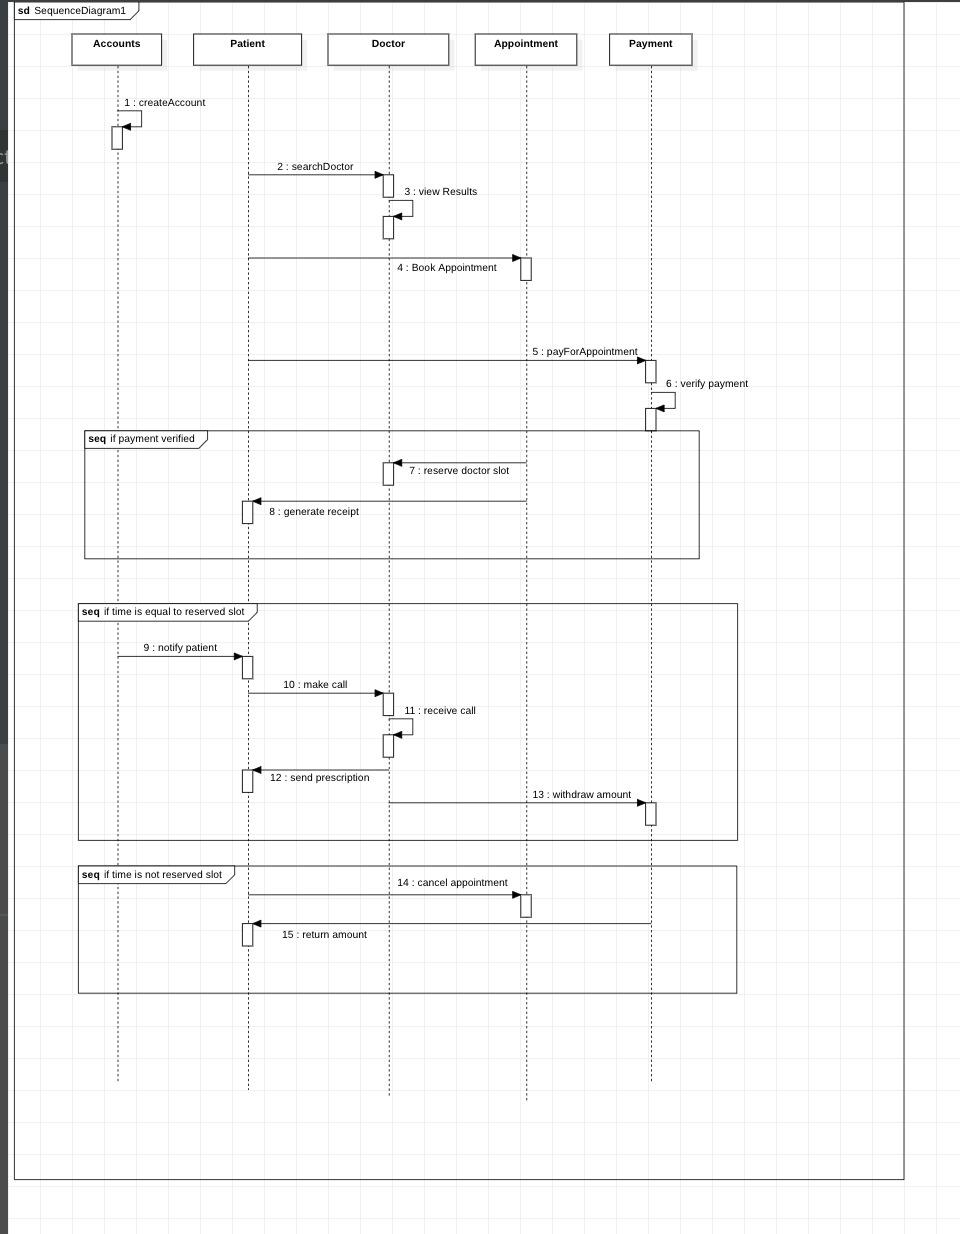 sd SequenceDiagram1
Accounts
Patient
Doctor
Appointment
Payment
1 : createAccount
2 : searchDoctor
3 : view Results
4 : Book Appointment
5 : payForAppointment
6 : verify payment
seq if payment verified
7 : reserve doctor slot
8 : generate receipt
seq if time is equal to reserved slot
9 : notify patient
10 : make call
11 : receive call
12 : send prescription
13 : withdraw amount
seq if time is not reserved slot
14 : cancel appointment
15 : return amount